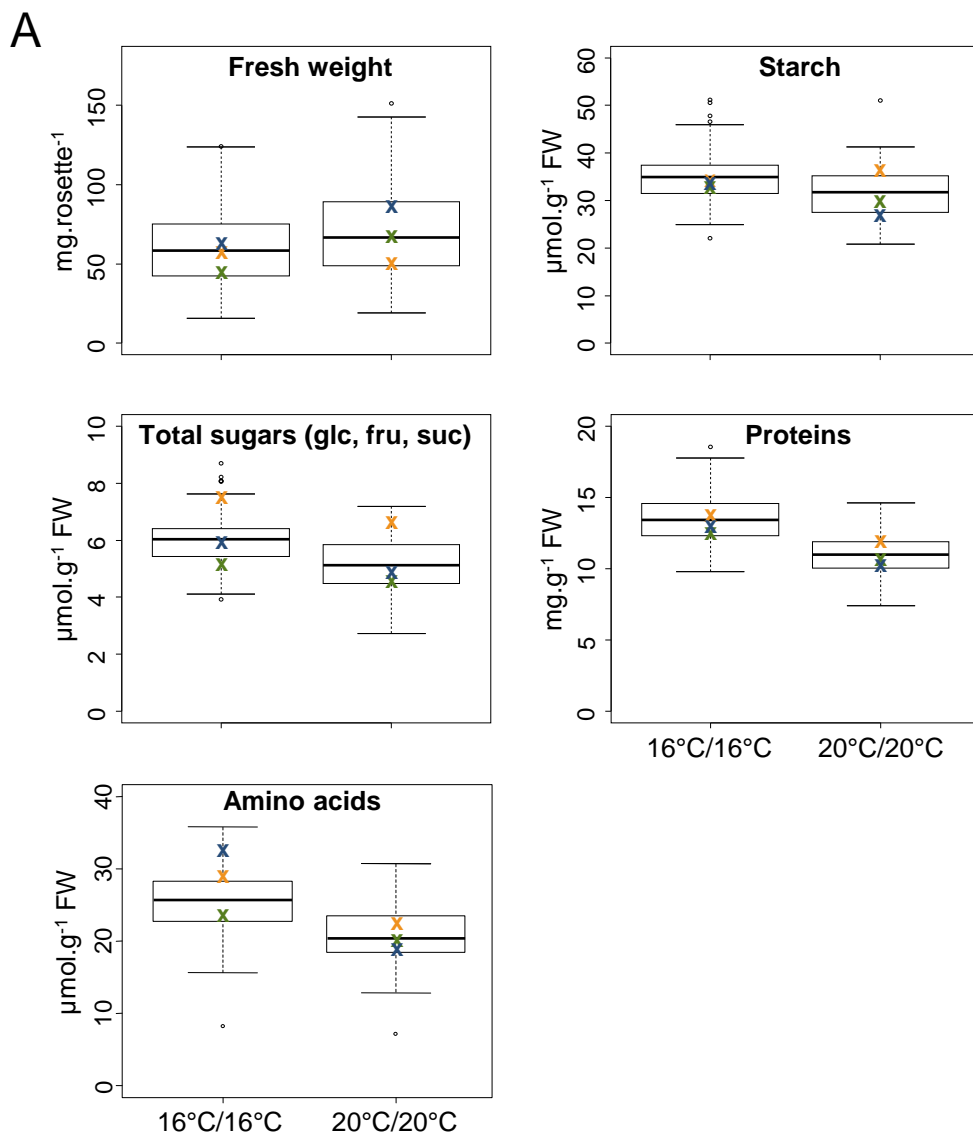 A
Fresh weight
mg.rosette⁻¹
150
100
50
0
Starch
µmol.g⁻¹ FW
60
50
40
30
20
10
0
Total sugars (glc, fru, suc)
µmol.g⁻¹ FW
10
8
6
4
2
0
Proteins
mg.g⁻¹ FW
20
15
10
5
0
16°C/16°C 20°C/20°C
Amino acids
µmol.g⁻¹ FW
40
30
20
10
0
16°C/16°C 20°C/20°C